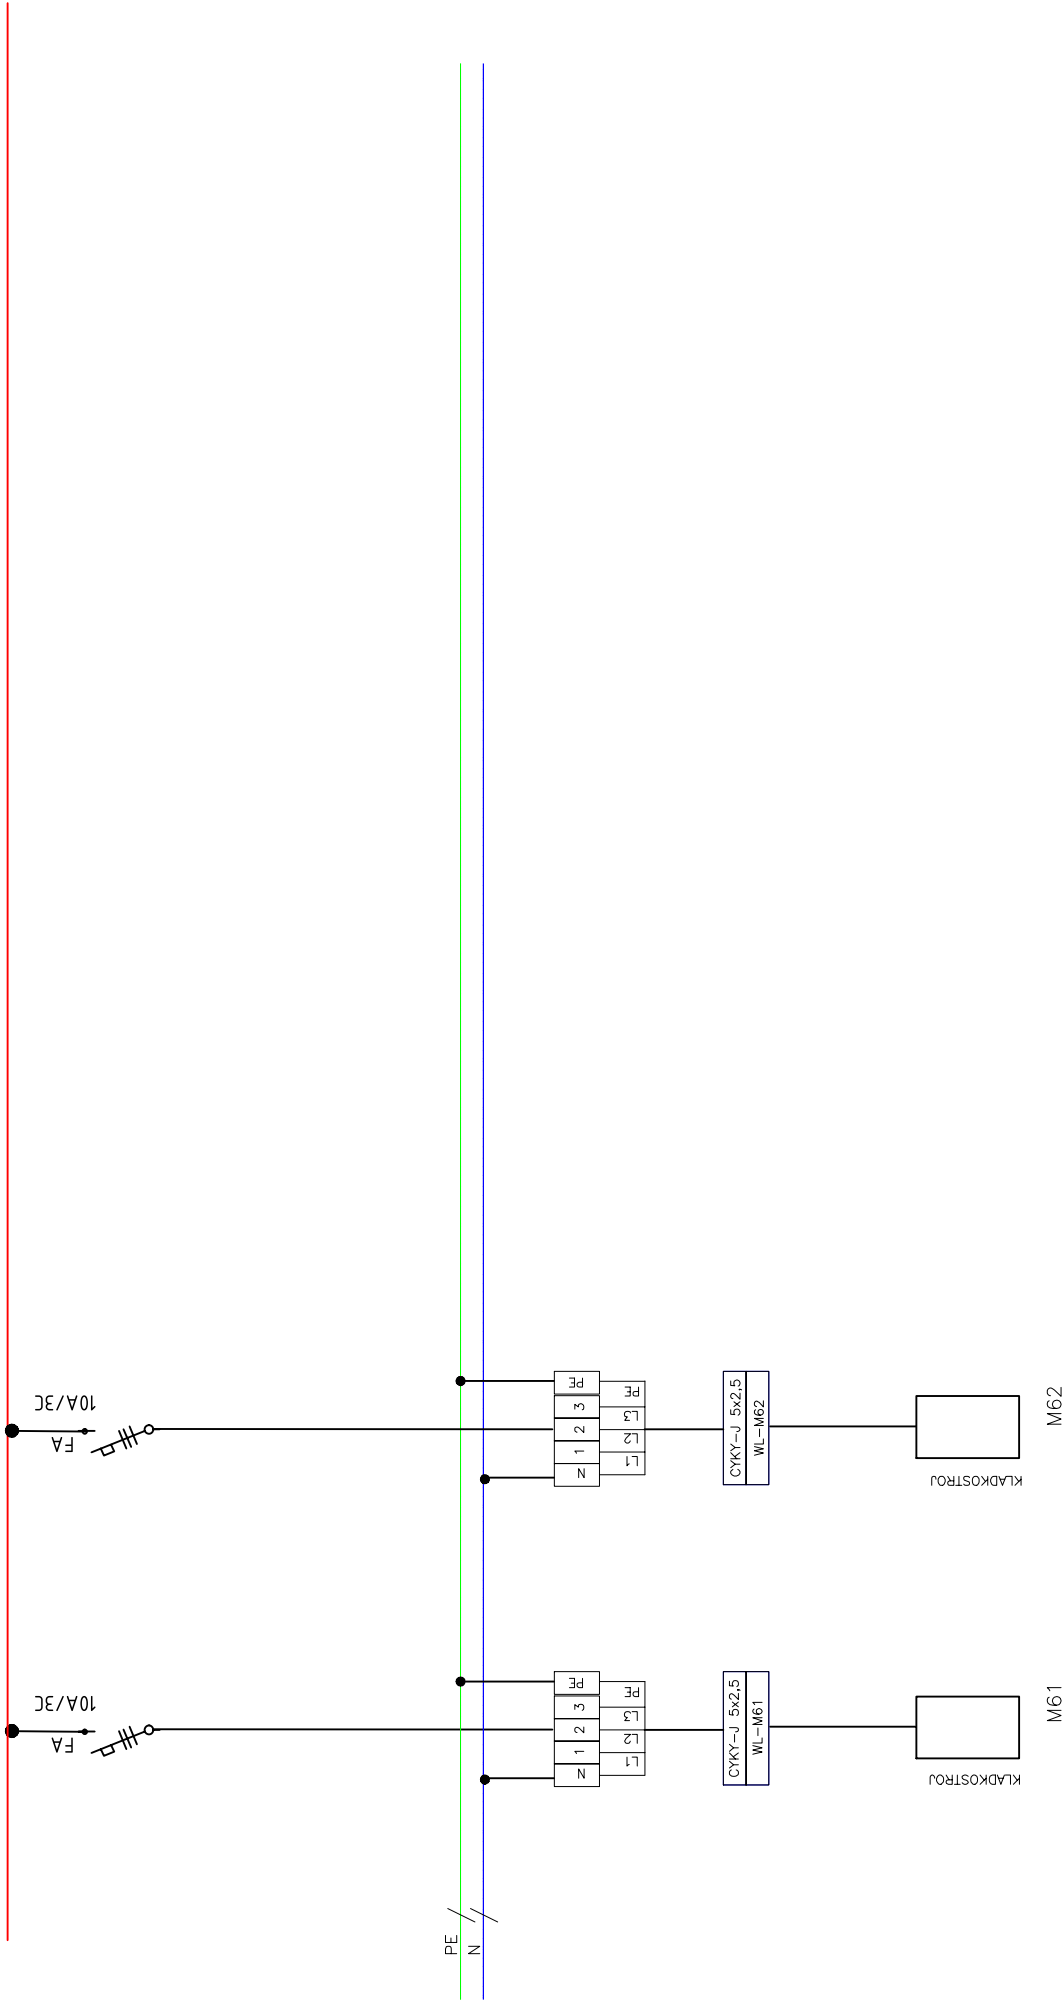 10A/3C
FA
PE
3
2
1
N
PE
L3
L2
L1
CYKY-J 5x2,5
WL-M62
KLADKOSTROJ
M62
10A/3C
FA
PE
3
2
1
N
PE
L3
L2
L1
CYKY-J 5x2,5
WL-M61
KLADKOSTROJ
M61
PE
N